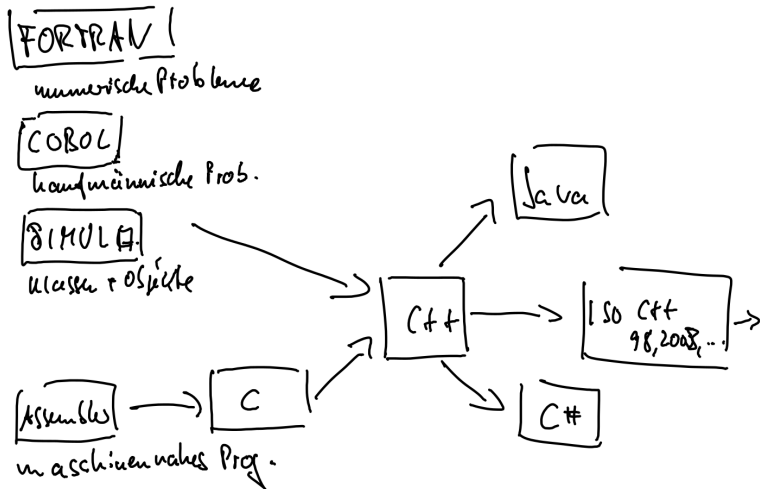 FORTRAN
numerische Probleme
COBOL
kaufmännische Prob.
SIMULA
Klassen + Objekte
Java
C++
ISO C++
98, 2003, ...
Assembler
C
C#
maschinennahes Prog.